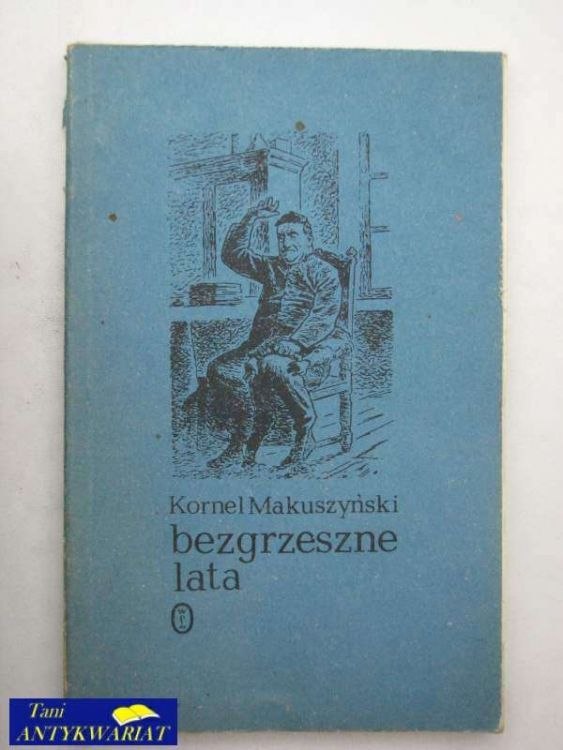 Kornel Makuszyński
bezgrzeszne
lata
Tani
ANTYKWARIAT